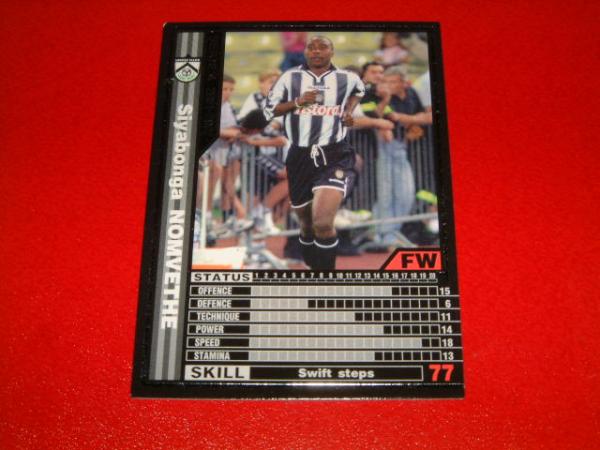 Siyabonga NOMVETHE
FW
STATUS 1 2 3 4 5 6 7 8 9 10 11 12 13 14 15 16 17 18 19 20
OFFENCE 15
DEFENCE 6
TECHNIQUE 11
POWER 14
SPEED 18
STAMINA 13
SKILL Swift steps 77